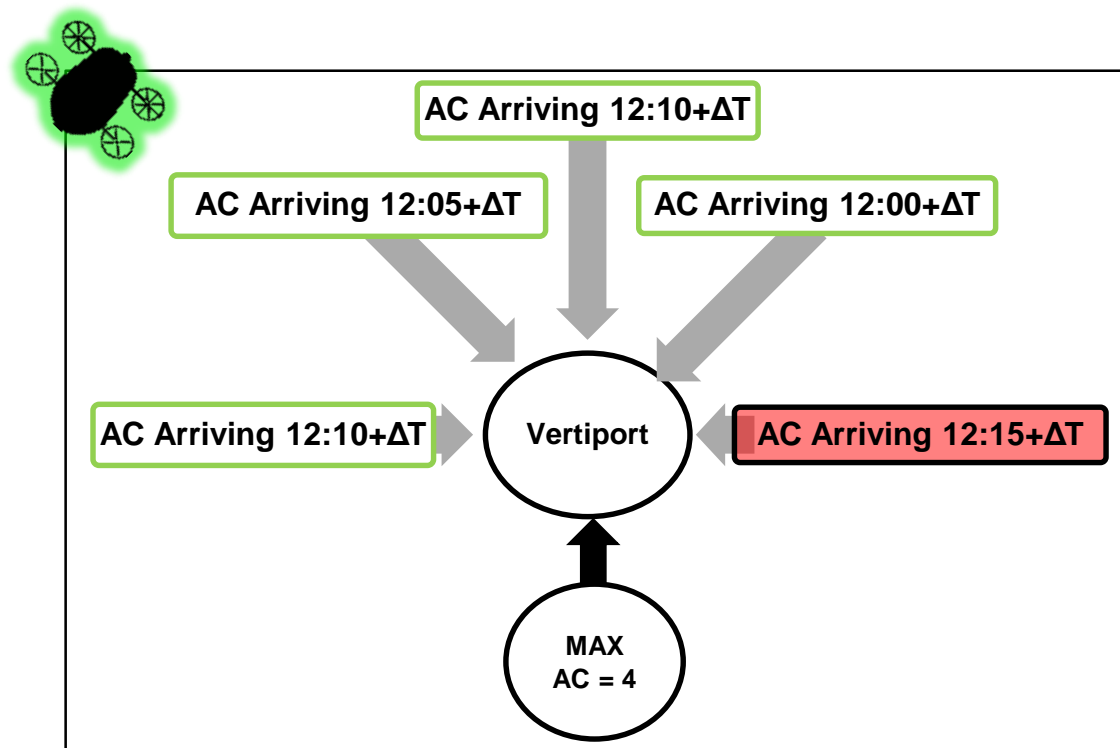 AC Arriving 12:10+ΔT
AC Arriving 12:05+ΔT
AC Arriving 12:00+ΔT
AC Arriving 12:10+ΔT
Vertiport
AC Arriving 12:15+ΔT
MAX
AC = 4